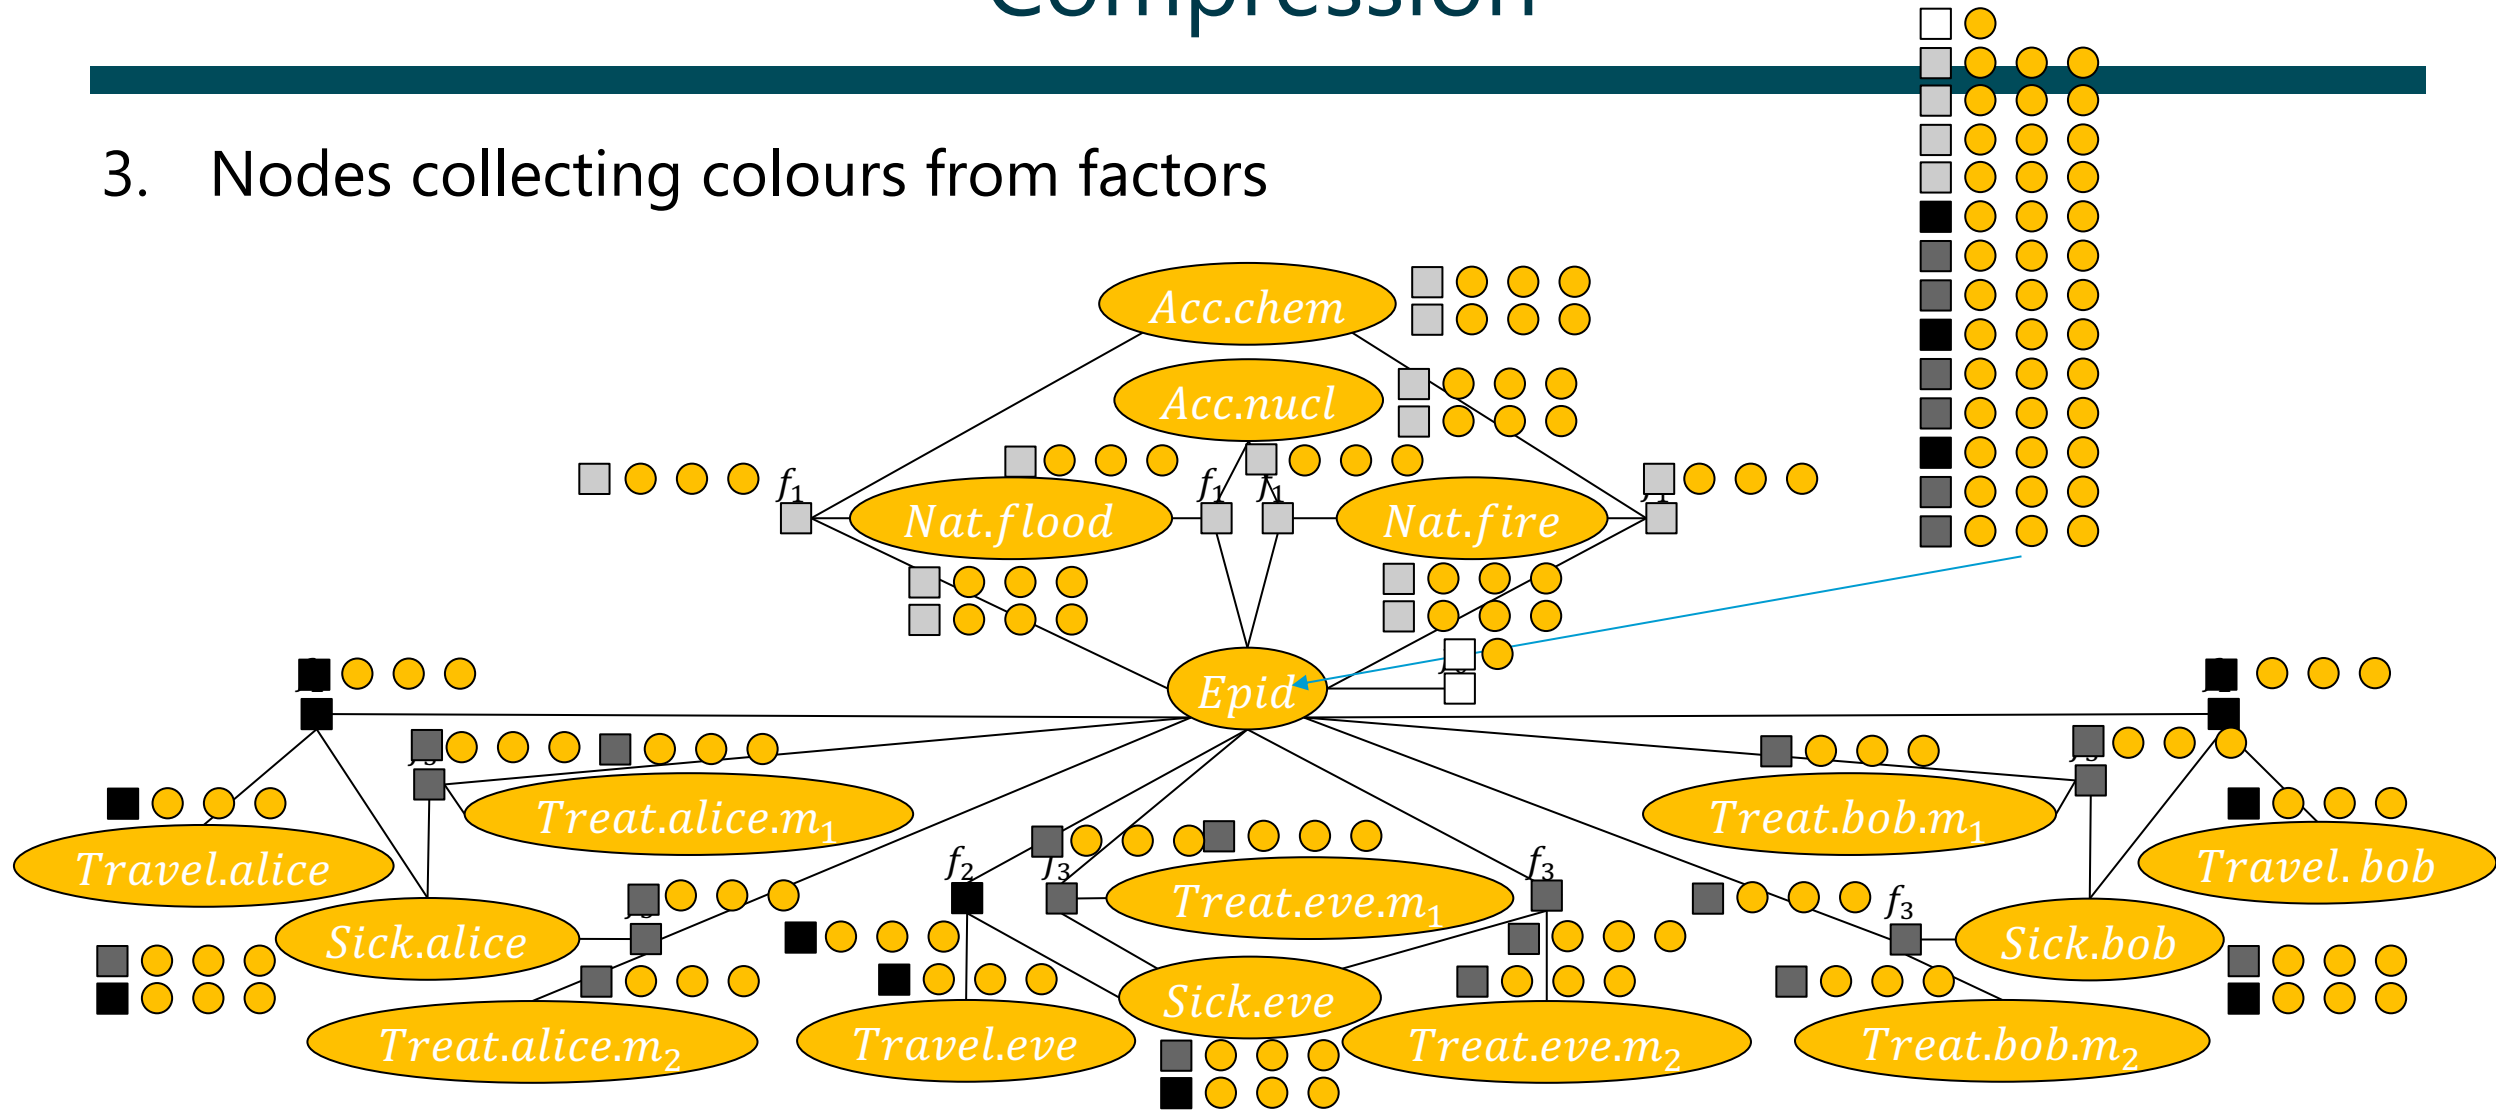 Compression
3. Nodes collecting colours from factors
Acc.chem
Acc.nucl
f1 f1 f1
Nat.flood Nat.fire
Epid
Treat.alice.m1 Treat.bob.m1
Travel.alice f2 f3 f3 Travel. bob
Treat.eve.m1 f3
Sick.alice Sick.bob
Sick.eve
Treat.alice.m2 Travel.eve Treat.eve.m2 Treat.bob.m2